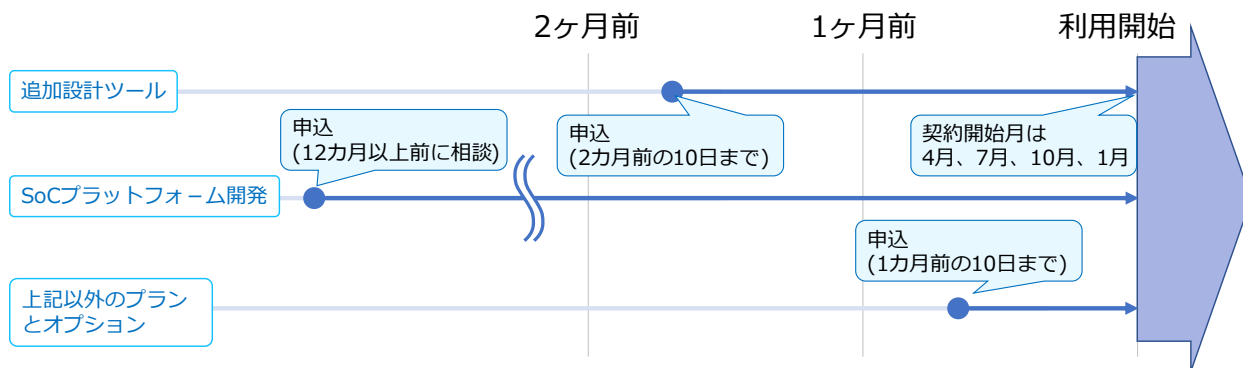 2ヶ月前
1ヶ月前
利用開始
追加設計ツール
申込
(12カ月以上前に相談)
申込
(2カ月前の10日まで)
契約開始月は
4月、7月、10月、1月
SoCプラットフォーム開発
申込
(1カ月前の10日まで)
上記以外のプラン
とオプション